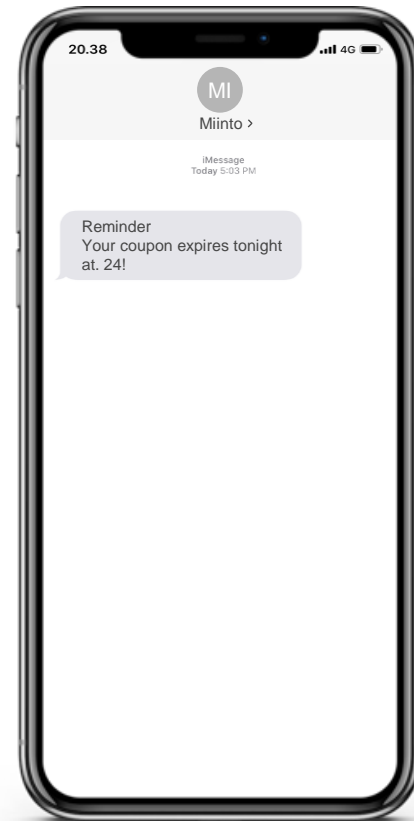 20.38
4G
MI
Miinto >
iMessage
Today 5:03 PM
Reminder
Your coupon expires tonight
at. 24!